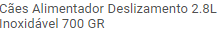 Cães Alimentador Deslizamento 2.8L
Inoxidável 700 GR